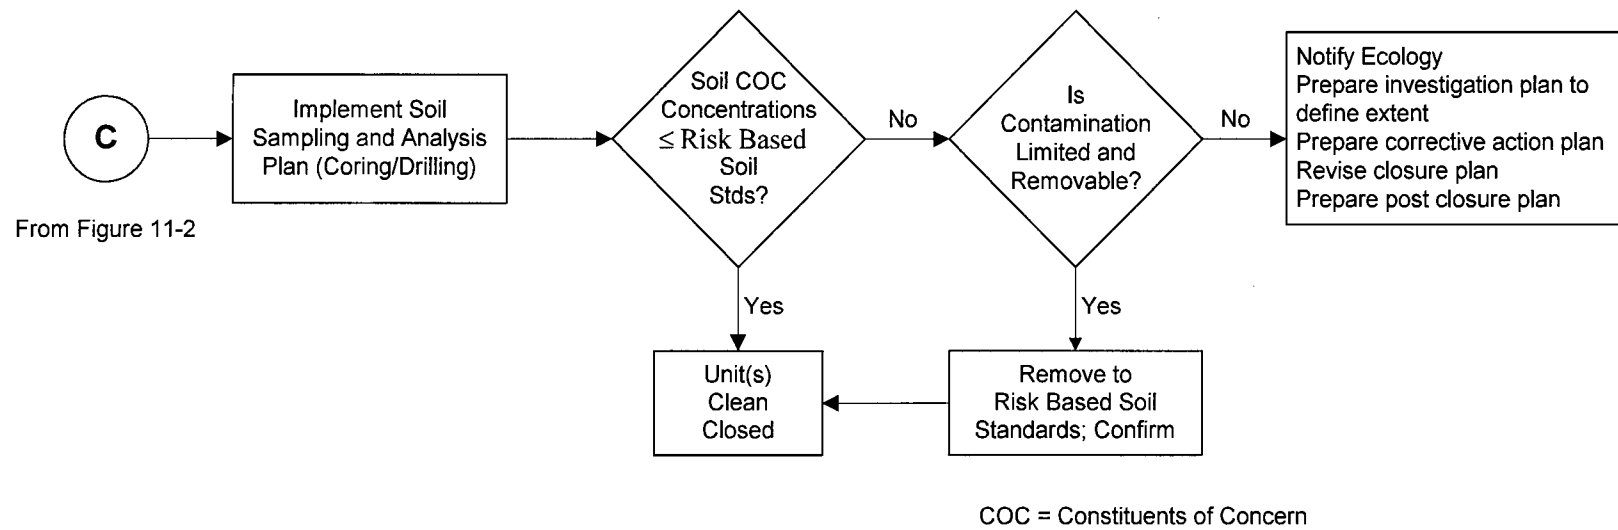 C
From Figure 11-2
Implement Soil
Sampling and Analysis
Plan (Coring/Drilling)
Soil COC
Concentrations
≤ Risk Based
Soil
Stds?
No
Is
Contamination
Limited and
Removable?
No
Notify Ecology
Prepare investigation plan to
define extent
Prepare corrective action plan
Revise closure plan
Prepare post closure plan
Yes
Yes
Unit(s)
Clean
Closed
Remove to
Risk Based Soil
Standards; Confirm
COC = Constituents of Concern